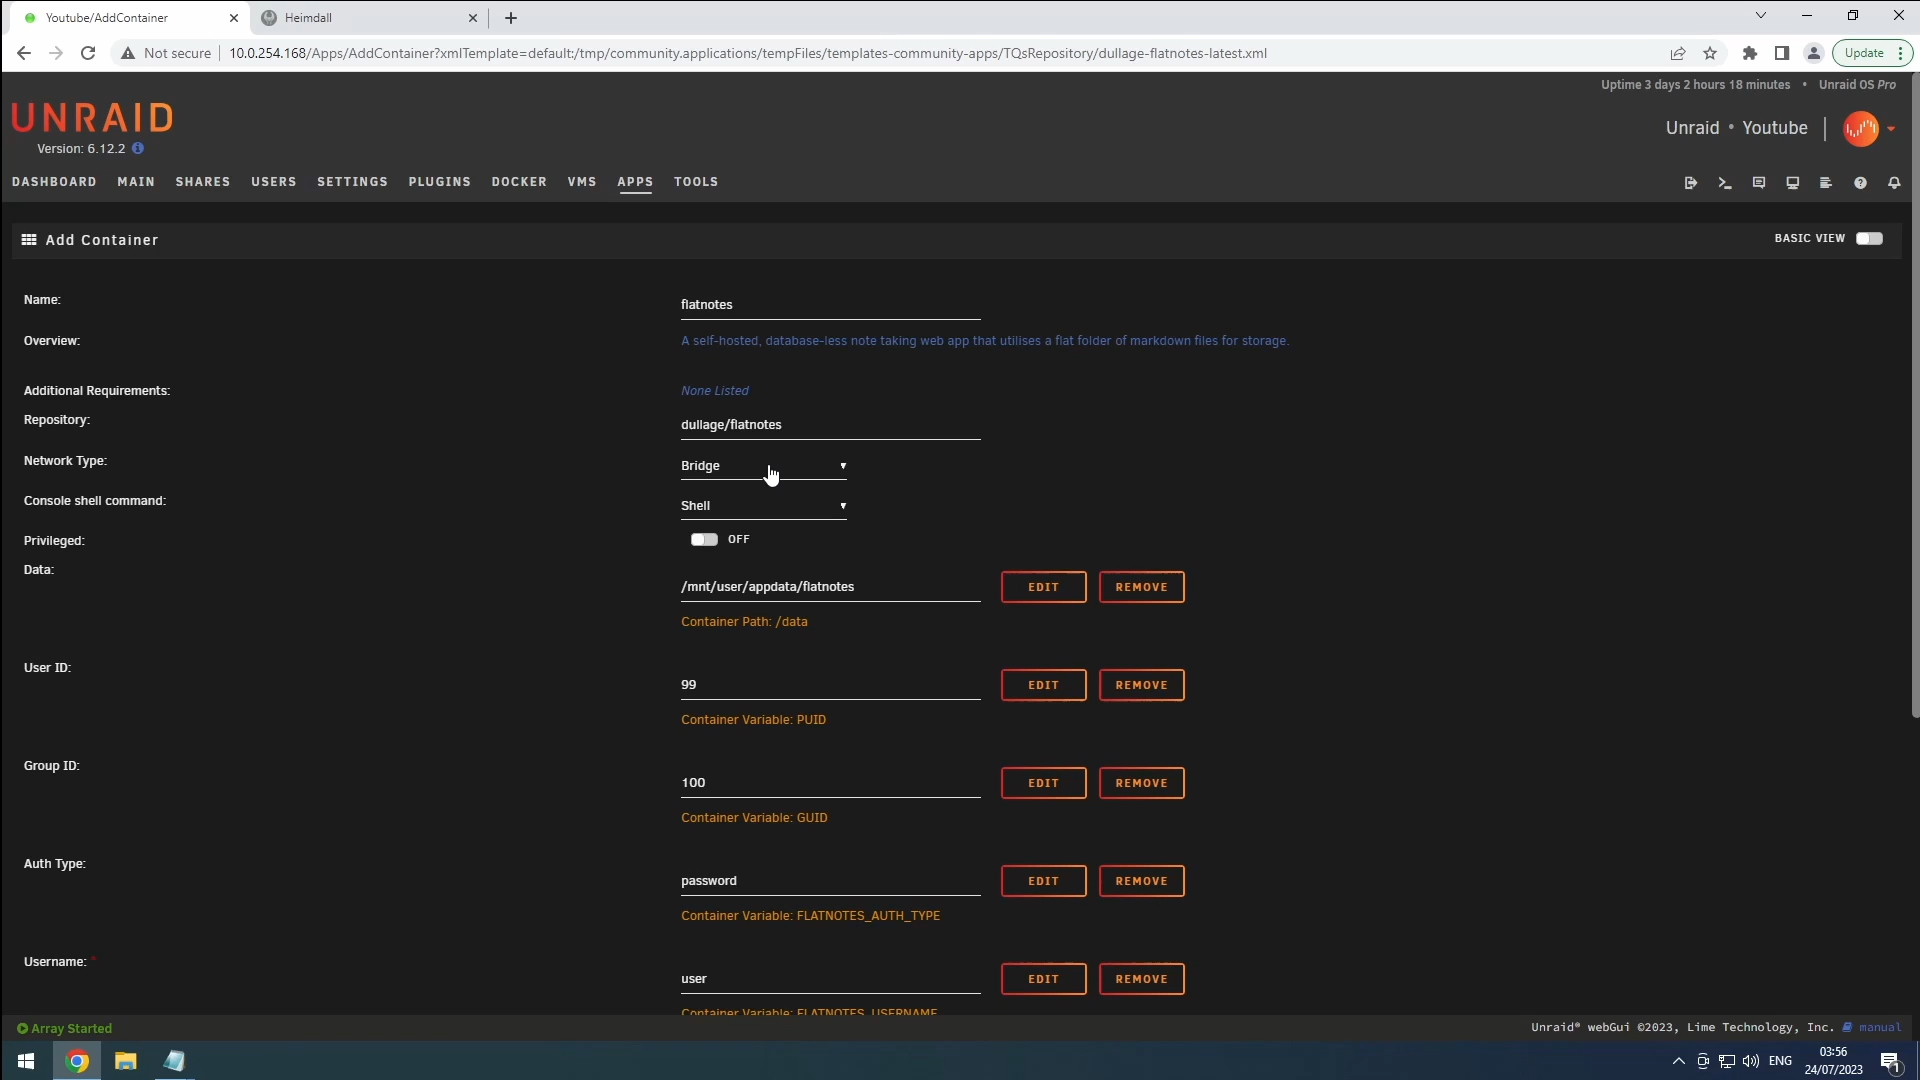 Youtube/AddContainer
Heimdall
Not secure
10.0.254.168/Apps/AddContainer?xmlTemplate=default:/tmp/community.applications/tempFiles/templates-community-apps/TQsRepository/dullage-flatnotes-latest.xml
Update
Uptime 3 days 2 hours 18 minutes • Unraid OS Pro
UNRAID
Version: 6.12.2
Unraid • Youtube
DASHBOARD MAIN SHARES USERS SETTINGS PLUGINS DOCKER VMS APPS TOOLS
Add Container
BASIC VIEW
Name:
flatnotes
Overview:
A self-hosted, database-less note taking web app that utilises a flat folder of markdown files for storage.
Additional Requirements:
None Listed
Repository:
dullage/flatnotes
Network Type:
Bridge
Console shell command:
Shell
Privileged:
OFF
Data:
/mnt/user/appdata/flatnotes
EDIT REMOVE
Container Path: /data
User ID:
99
EDIT REMOVE
Container Variable: PUID
Group ID:
100
EDIT REMOVE
Container Variable: GUID
Auth Type:
password
EDIT REMOVE
Container Variable: FLATNOTES_AUTH_TYPE
Username: *
user
EDIT REMOVE
Container Variable: FLATNOTES_USERNAME
Array Started
Unraid® webGui ©2023, Lime Technology, Inc. manual
ENG
03:56
24/07/2023
1